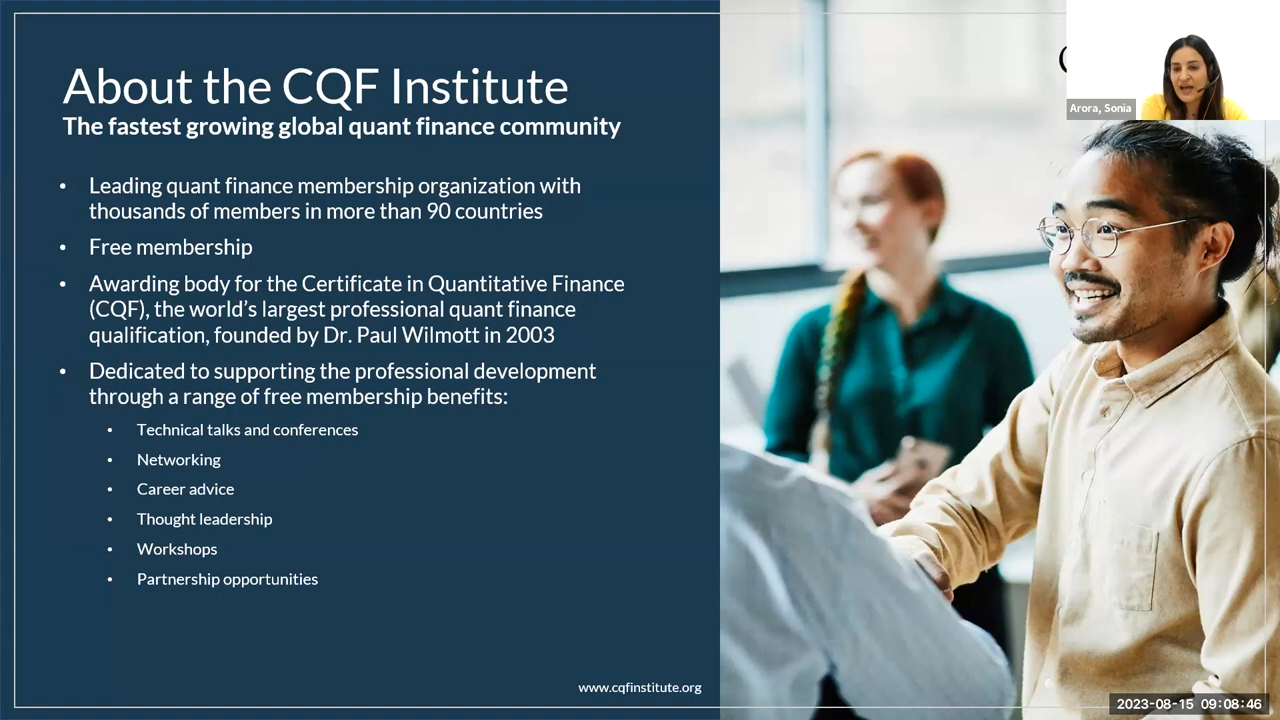 About the CQF Institute
The fastest growing global quant finance community
• Leading quant finance membership organization with
thousands of members in more than 90 countries
• Free membership
• Awarding body for the Certificate in Quantitative Finance
(CQF), the world's largest professional quant finance
qualification, founded by Dr. Paul Wilmott in 2003
• Dedicated to supporting the professional development
through a range of free membership benefits:
• Technical talks and conferences
• Networking
• Career advice
• Thought leadership
• Workshops
• Partnership opportunities
www.cqfinstitute.org
Arora, Sonia
2023-08-15 09:08:46